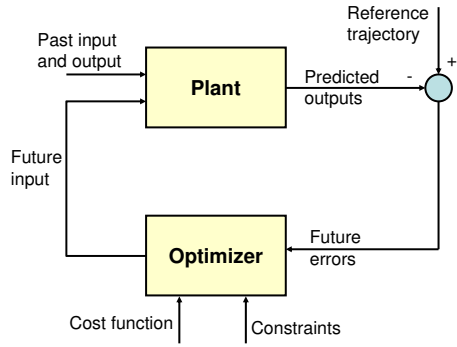 Reference
trajectory
Past input
and output
Plant
Predicted
outputs
-
+
Future
input
Optimizer
Future
errors
Cost function
Constraints